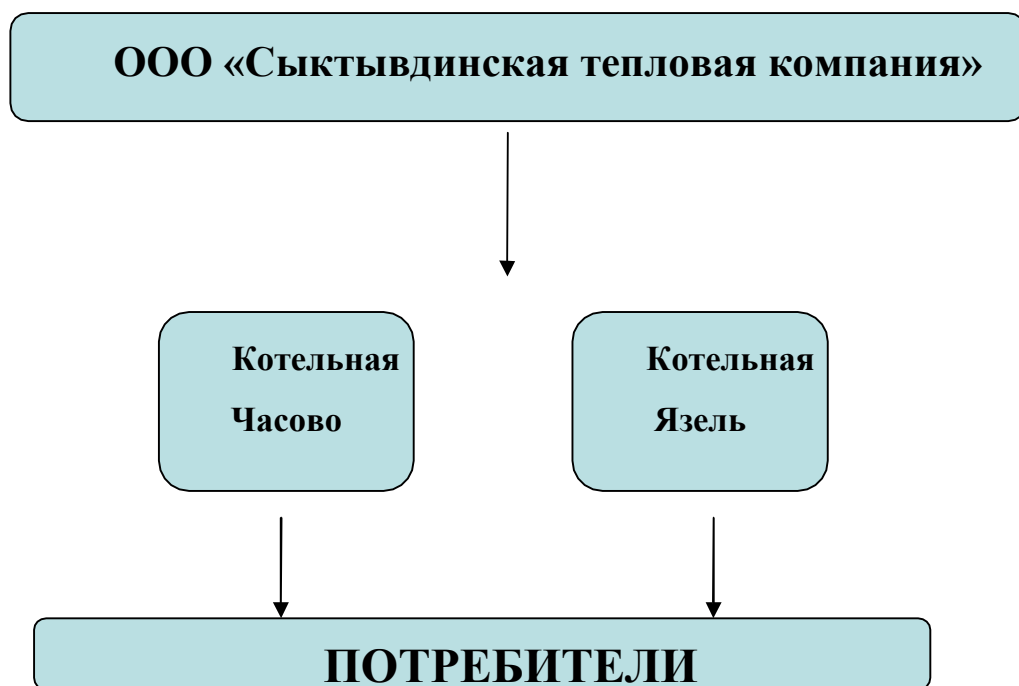 ООО «Сыктывдинская тепловая компания»
Котельная
Часово
Котельная
Язель
ПОТРЕБИТЕЛИ